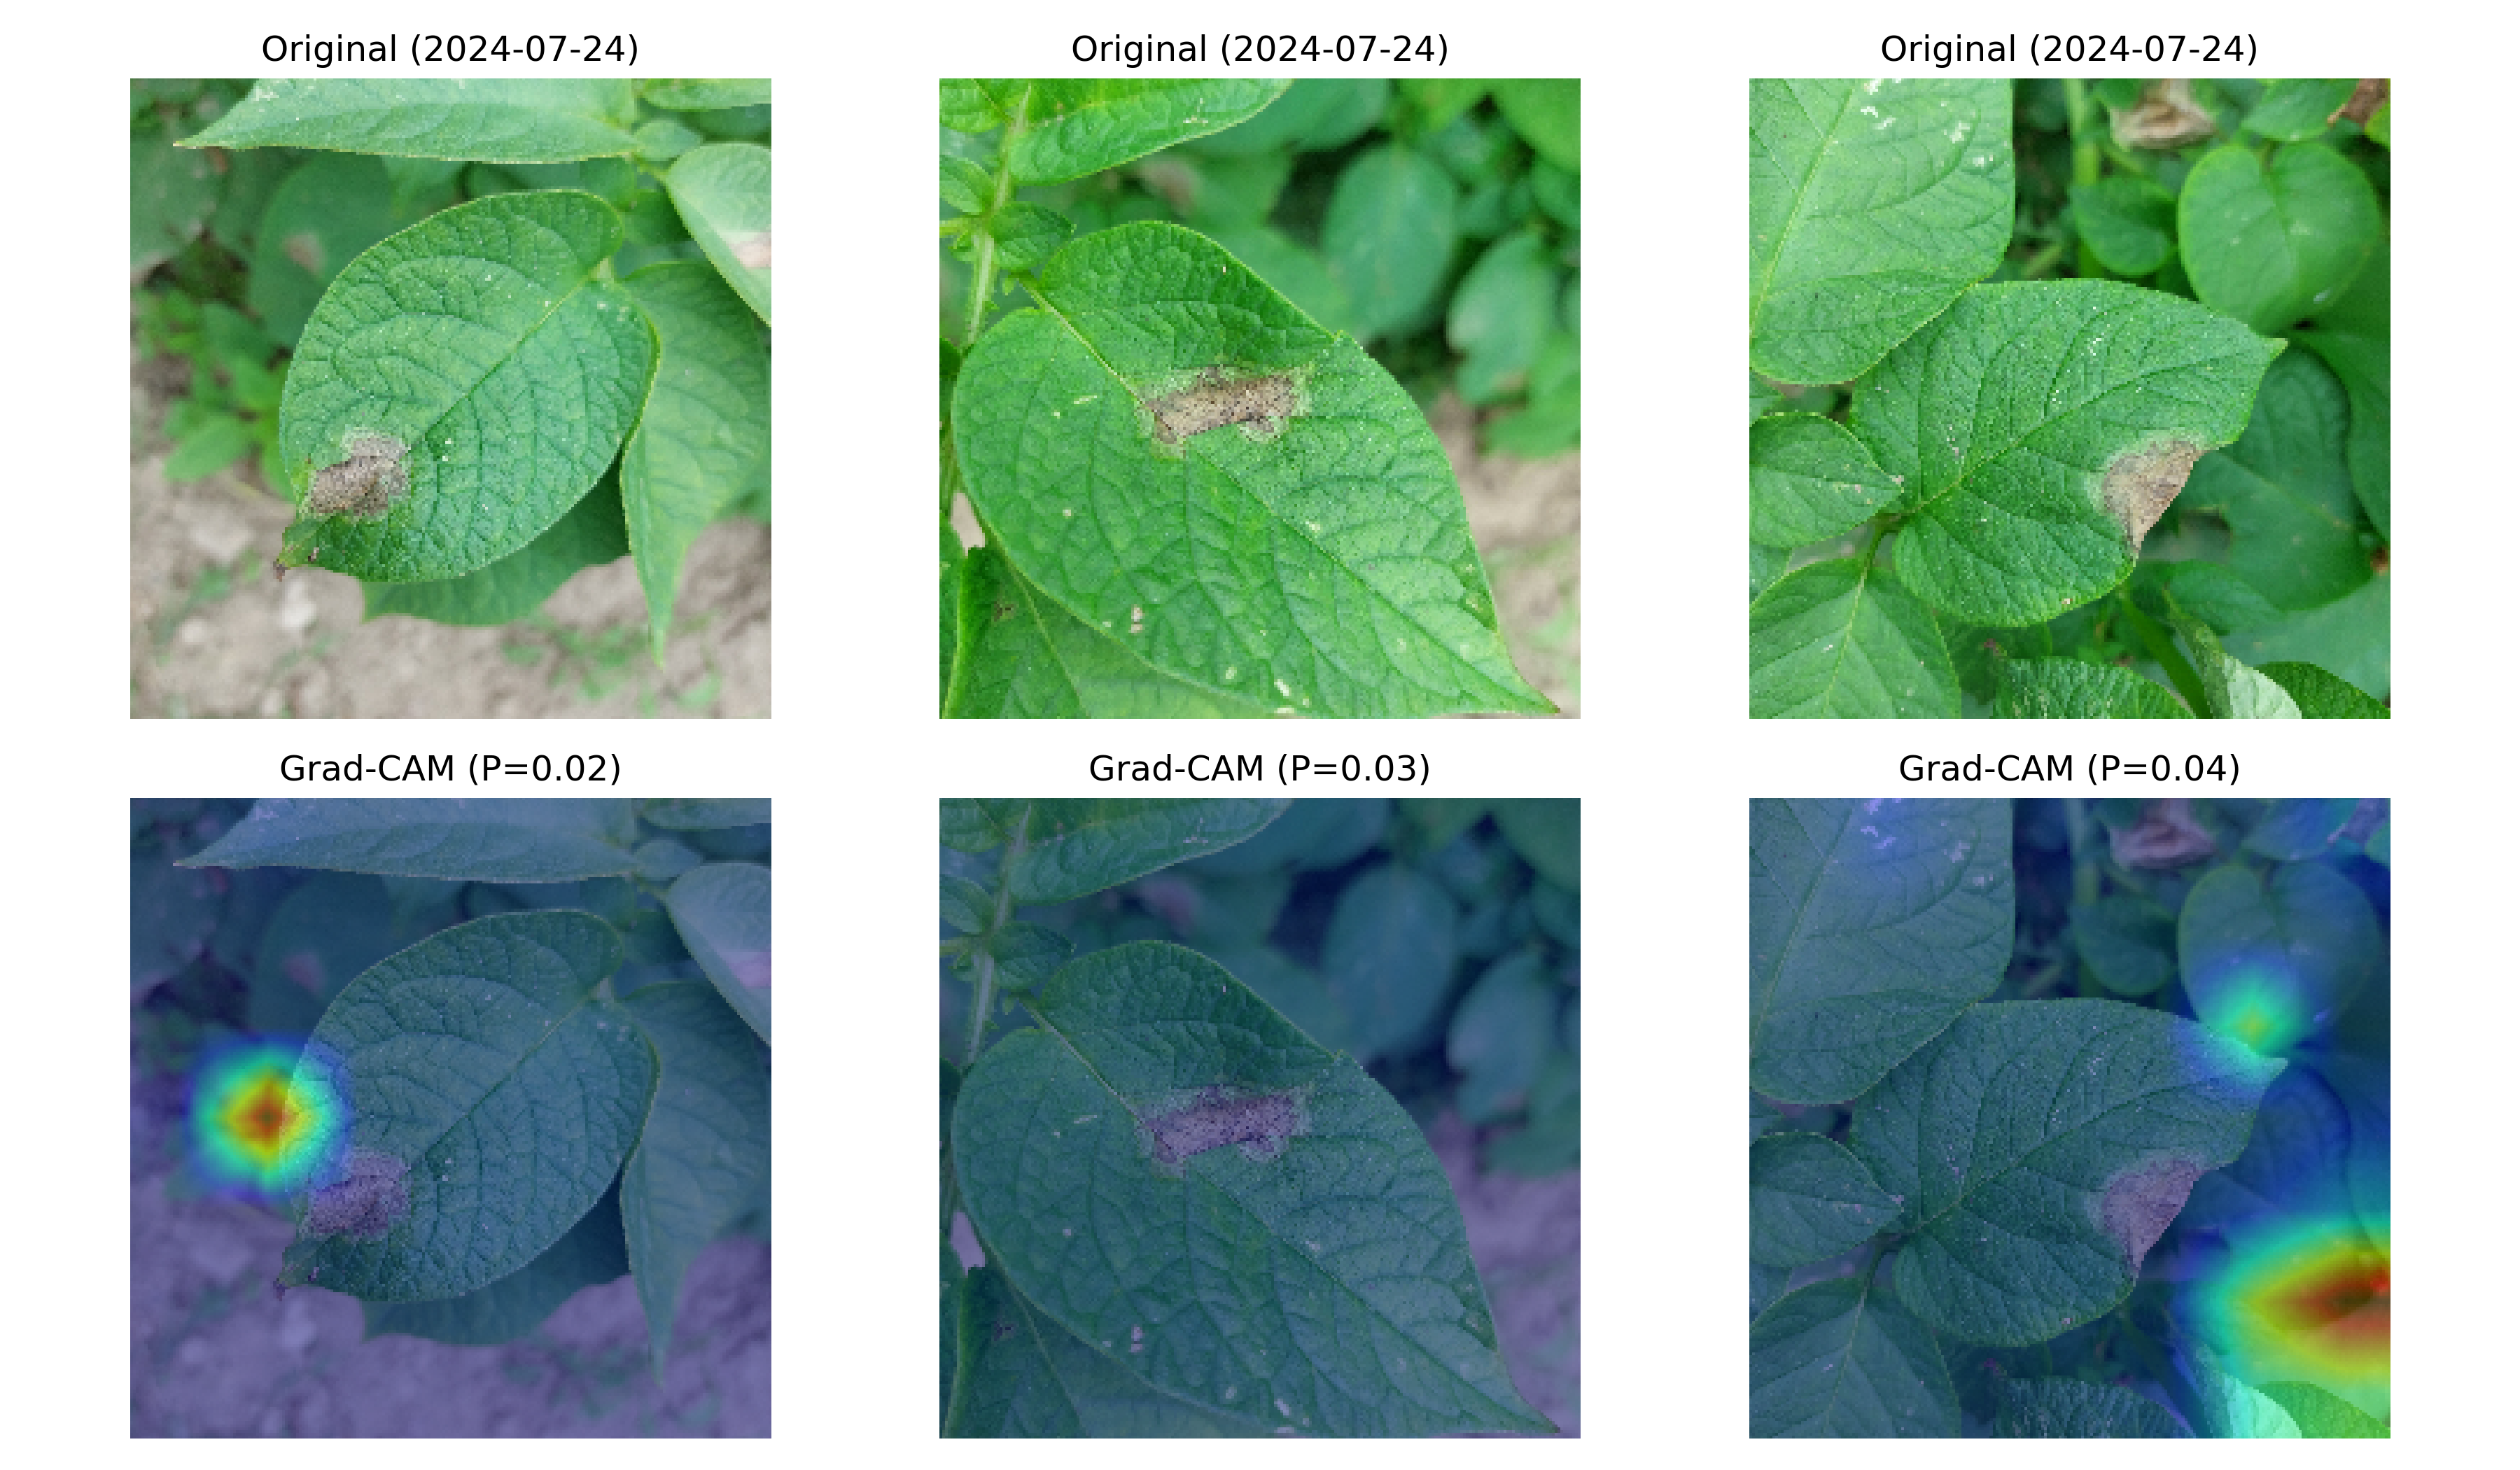 Original (2024-07-24)
Original (2024-07-24)
Original (2024-07-24)
Grad-CAM (P=0.02)
Grad-CAM (P=0.03)
Grad-CAM (P=0.04)